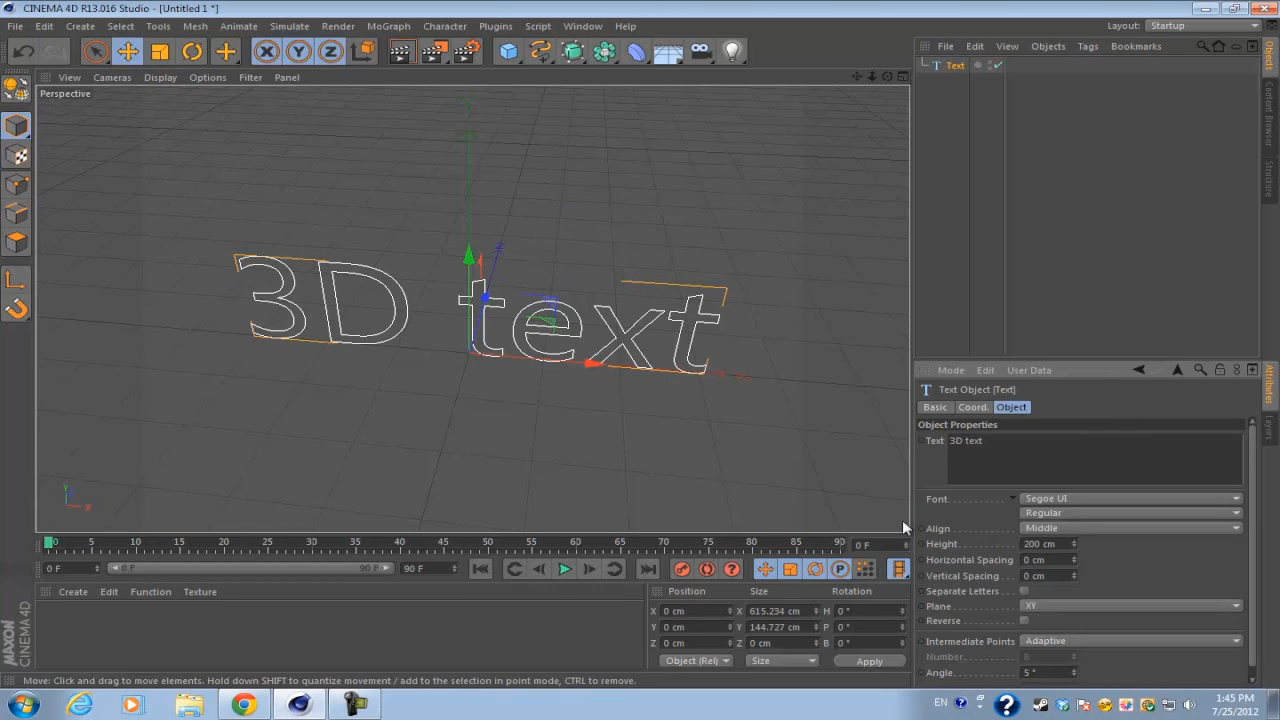 CINEMA 4D R13.016 Studio - [Untitled 1 *]
File Edit Create Select Tools Mesh Animate Simulate Render MoGraph Character Plugins Script Window Help Layout: Startup
X Y Z
View Cameras Display Options Filter Panel
File Edit View Objects Tags Bookmarks
Perspective
Text
Objects
Content Browser
Structure
3D text
Y
Z
X
Mode Edit User Data
Attributes
Layers
Text Object [Text]
Basic Coord. Object
Object Properties
Text 3D text
Font Segoe UI
Regular
Align Middle
Height 200 cm
Horizontal Spacing 0 cm
Vertical Spacing 0 cm
Separate Letters
Plane XY
Reverse
Intermediate Points Adaptive
Number 8
Angle 5 °
0 5 10 15 20 25 30 35 40 45 50 55 60 65 70 75 80 85 90 0 F
0 F 0 F 90 F 90 F
Create Edit Function Texture
Position Size Rotation
X 0 cm X 615.234 cm H 0 °
Y 0 cm Y 144.727 cm P 0 °
Z 0 cm Z 0 cm B 0 °
Object (Rel) Size Apply
MAXON CINEMA 4D
Move: Click and drag to move elements. Hold down SHIFT to quantize movement / add to the selection in point mode, CTRL to remove.
EN 1:45 PM
7/25/2012